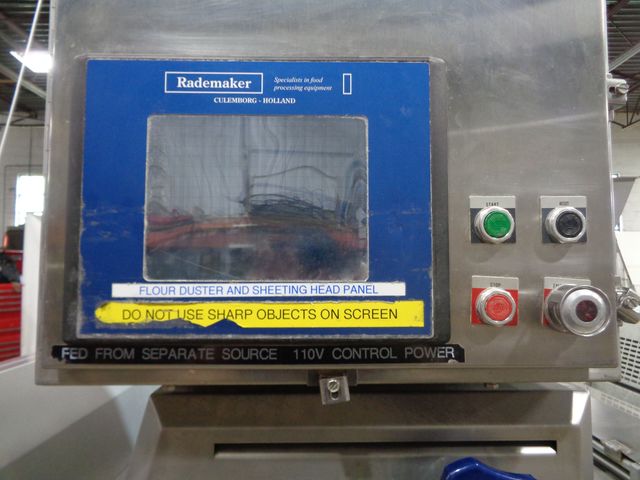 Rademaker
Specialists in food
processing equipment
CULEMBORG - HOLLAND
START
STOP
FLOUR DUSTER AND SHEETING HEAD PANEL
DO NOT USE SHARP OBJECTS ON SCREEN
FED FROM SEPARATE SOURCE 110V CONTROL POWER